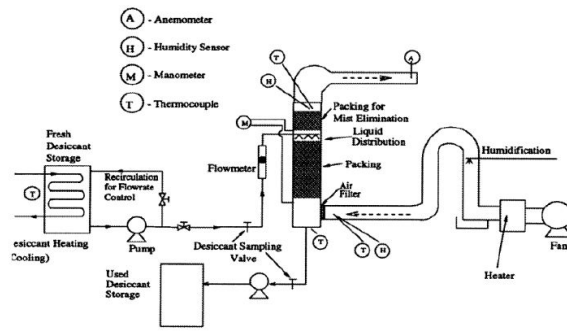 A - Anemometer
H - Humidity Sensor
M - Manometer
T - Thermocouple
T
H
A
Packing for
Mist Elimination
Liquid
Distribution
M
Packing
Flowmeter
Air
Filter
Humidification
Fresh
Desiccant
Storage
Recirculation
for Flowrate
Control
T
esiccant Heating
Cooling)
Pump
Desiccant Sampling
Valve
T
T
H
Heater
Fan
Used
Desiccant
Storage